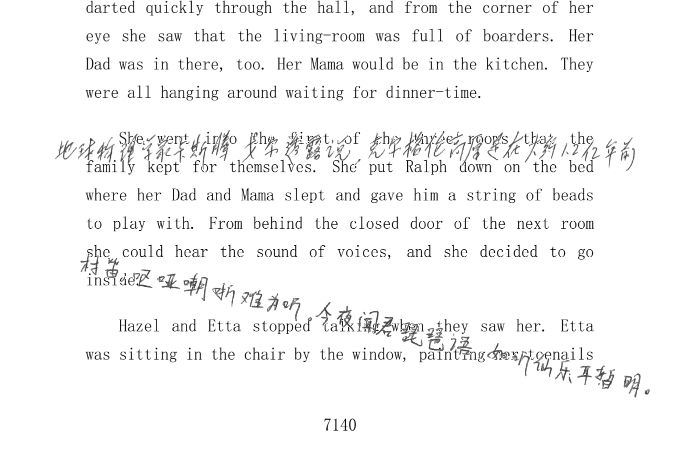 darted quickly through the hall, and from the corner of her
eye she saw that the living-room was full of boarders. Her
Dad was in there, too. Her Mama would be in the kitchen. They
were all hanging around waiting for dinner-time.
She went into the first of the three rooms that the
地球物理学家卡斯腾·戈尔透露说,克尔格伦高原是在大约1.2亿年前
family kept for themselves. She put Ralph down on the bed
where her Dad and Mama slept and gave him a string of beads
to play with. From behind the closed door of the next room
she could hear the sound of voices, and she decided to go
inside.
村笛,呕哑嘲哳难为听。今夜闻君琵琶语,如听仙乐耳暂明。
Hazel and Etta stopped talking when they saw her. Etta
was sitting in the chair by the window, painting her toenails
7140